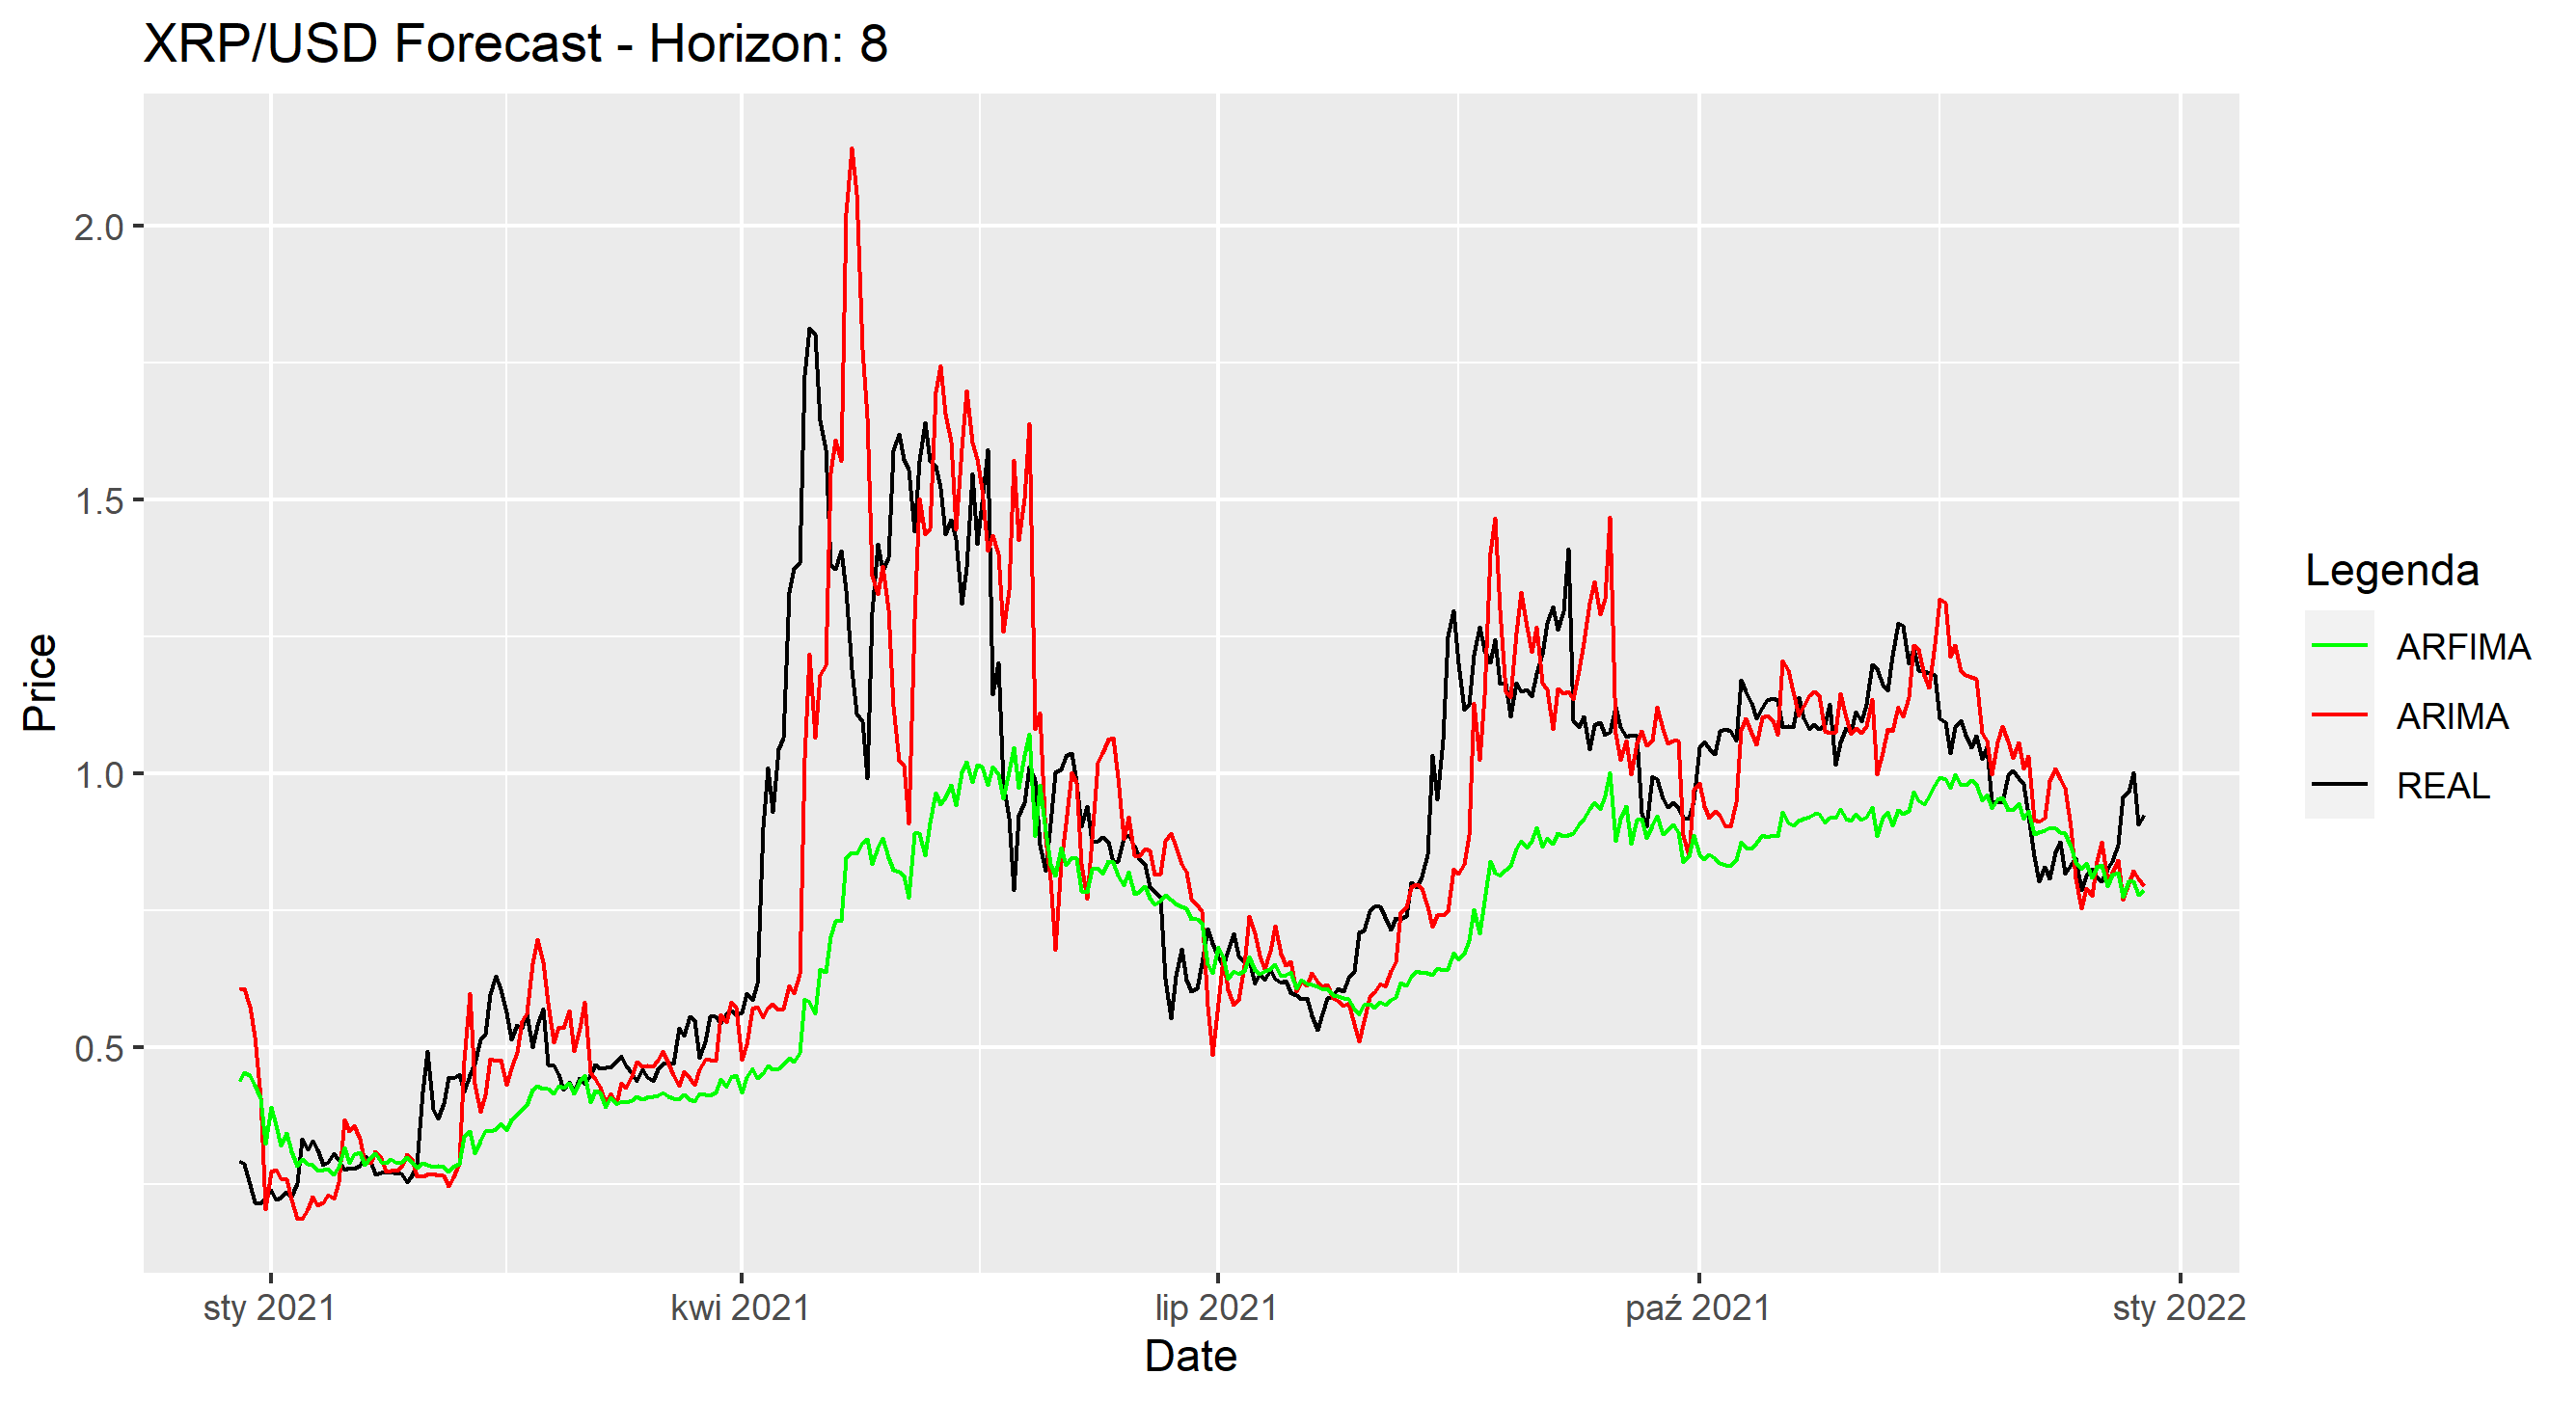 XRP/USD Forecast - Horizon: 8
Price
2.0
1.5
1.0
0.5
sty 2021
kwi 2021
lip 2021
paź 2021
sty 2022
Date
Legenda
ARFIMA
ARIMA
REAL